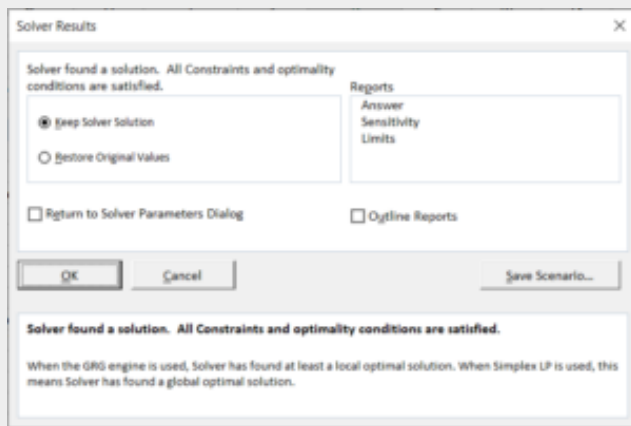 Solver Results
Solver found a solution. All Constraints and optimality
conditions are satisfied.
Keep Solver Solution
Restore Original Values
Reports
Answer
Sensitivity
Limits
Return to Solver Parameters Dialog
Outline Reports
OK
Cancel
Save Scenario...
Solver found a solution. All Constraints and optimality conditions are satisfied.
When the GRG engine is used, Solver has found at least a local optimal solution. When Simplex LP is used, this
means Solver has found a global optimal solution.